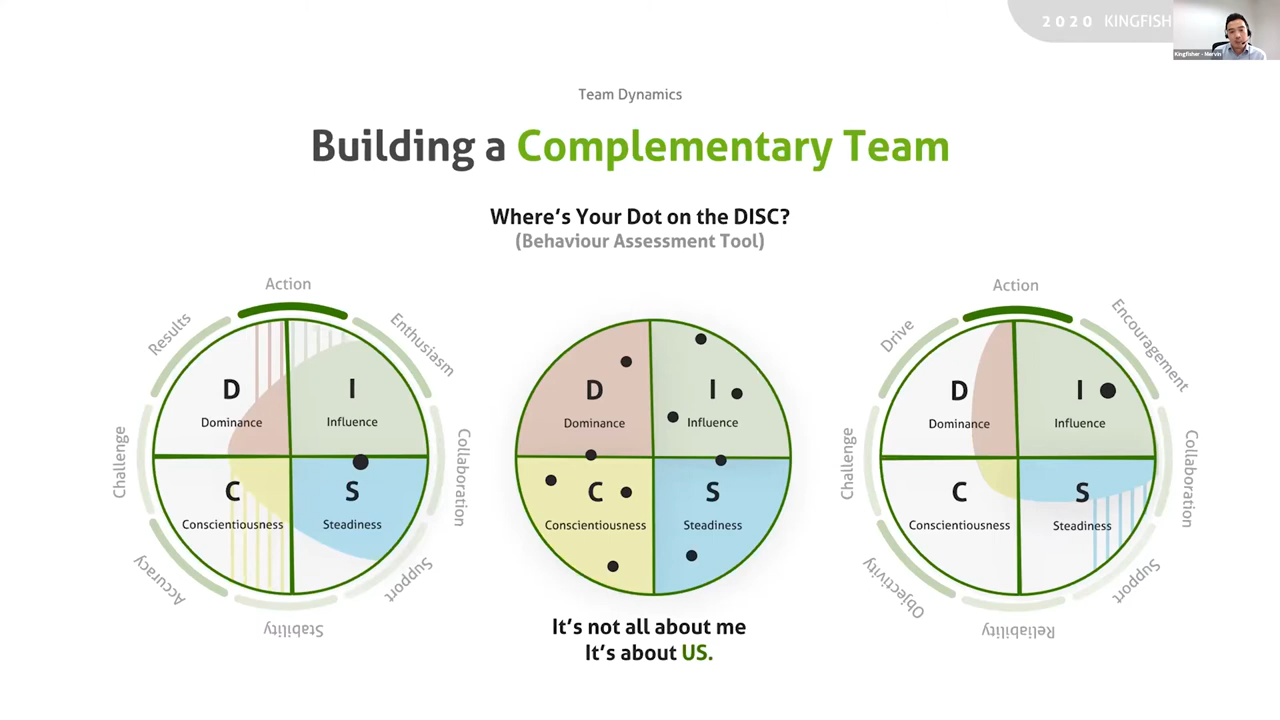 2020 KINGFISH
Kingfisher - Mervin
Team Dynamics
Building a Complementary Team
Where's Your Dot on the DISC?
(Behaviour Assessment Tool)
Action
Results
Enthusiasm
Challenge
Collaboration
D
Dominance
I
Influence
C
Conscientiousness
S
Steadiness
Accuracy
Support
Stability
D
Dominance
I
Influence
C
Conscientiousness
S
Steadiness
Action
Drive
Encouragement
Challenge
Collaboration
D
Dominance
I
Influence
C
Conscientiousness
S
Steadiness
Objectivity
Support
Reliability
It's not all about me
It's about US.